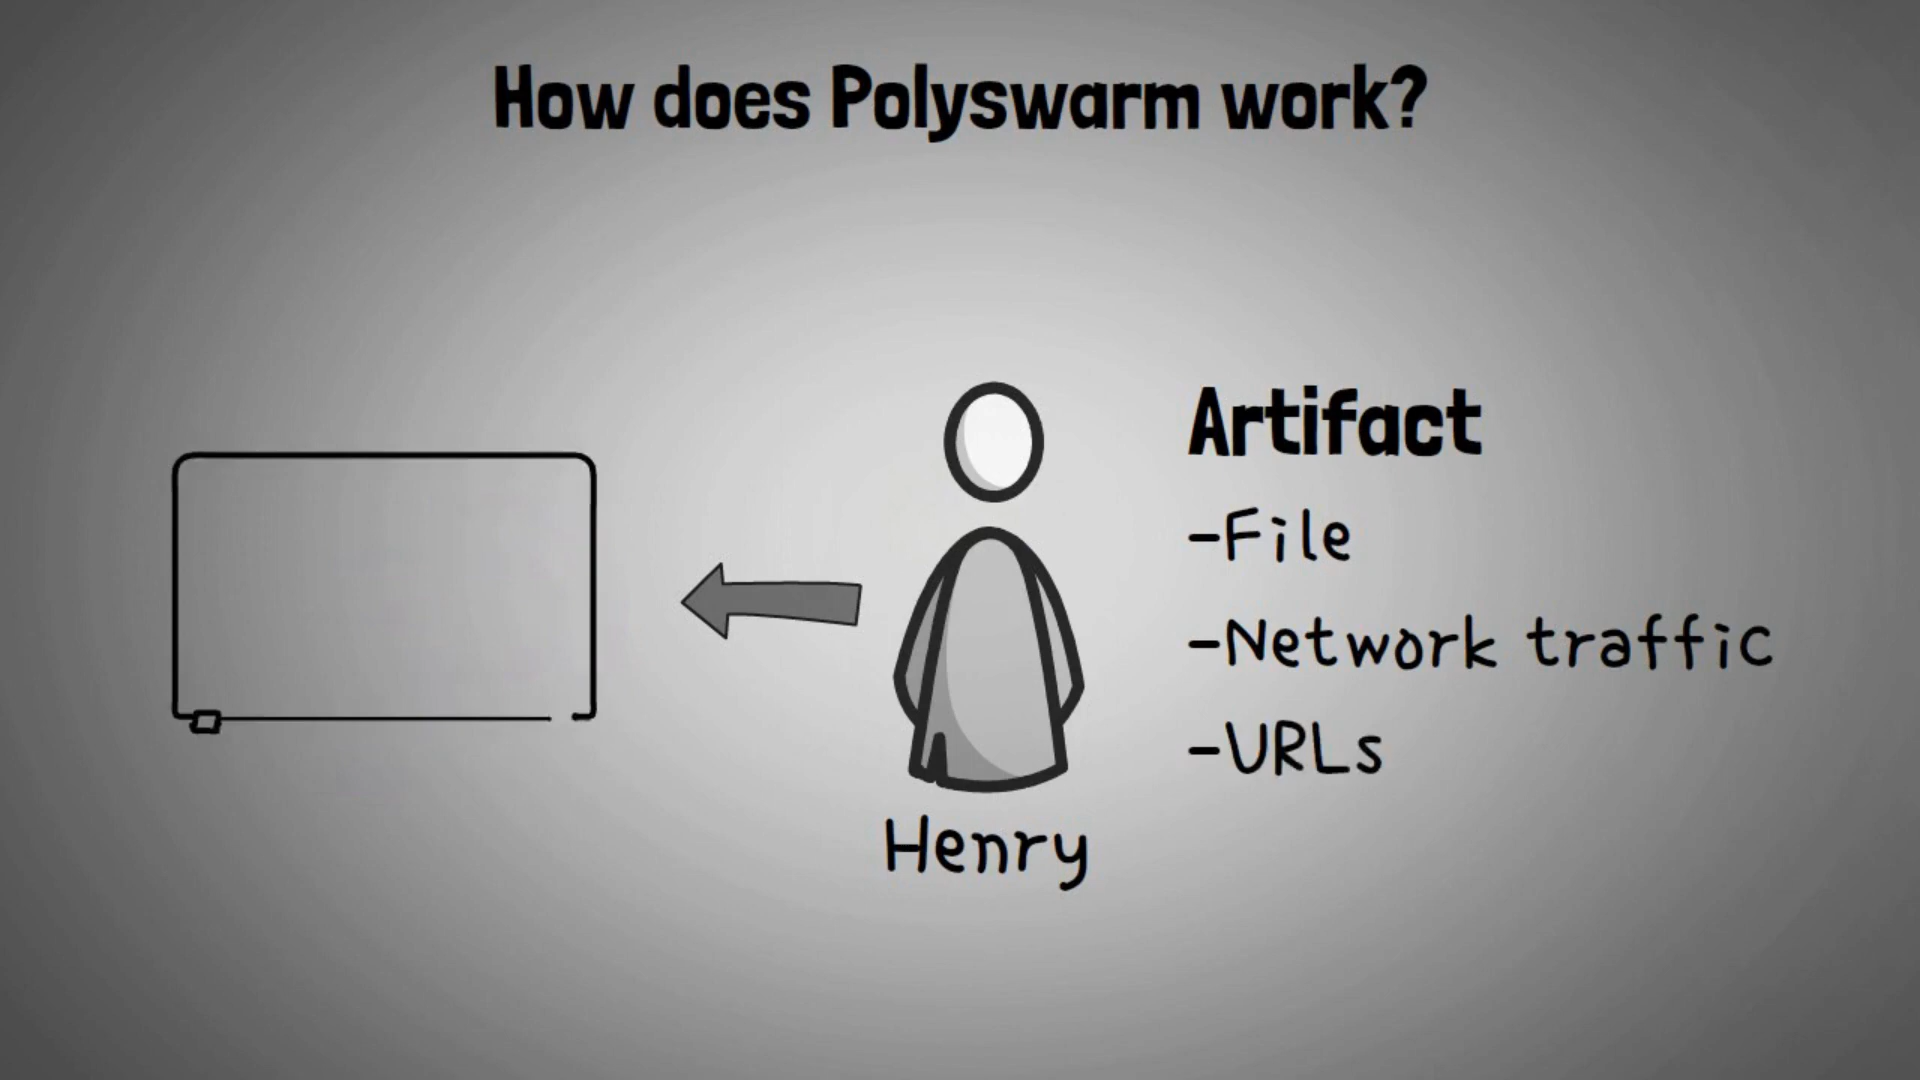 How does Polyswarm work?
Artifact
-File
-Network traffic
-URLs
Henry